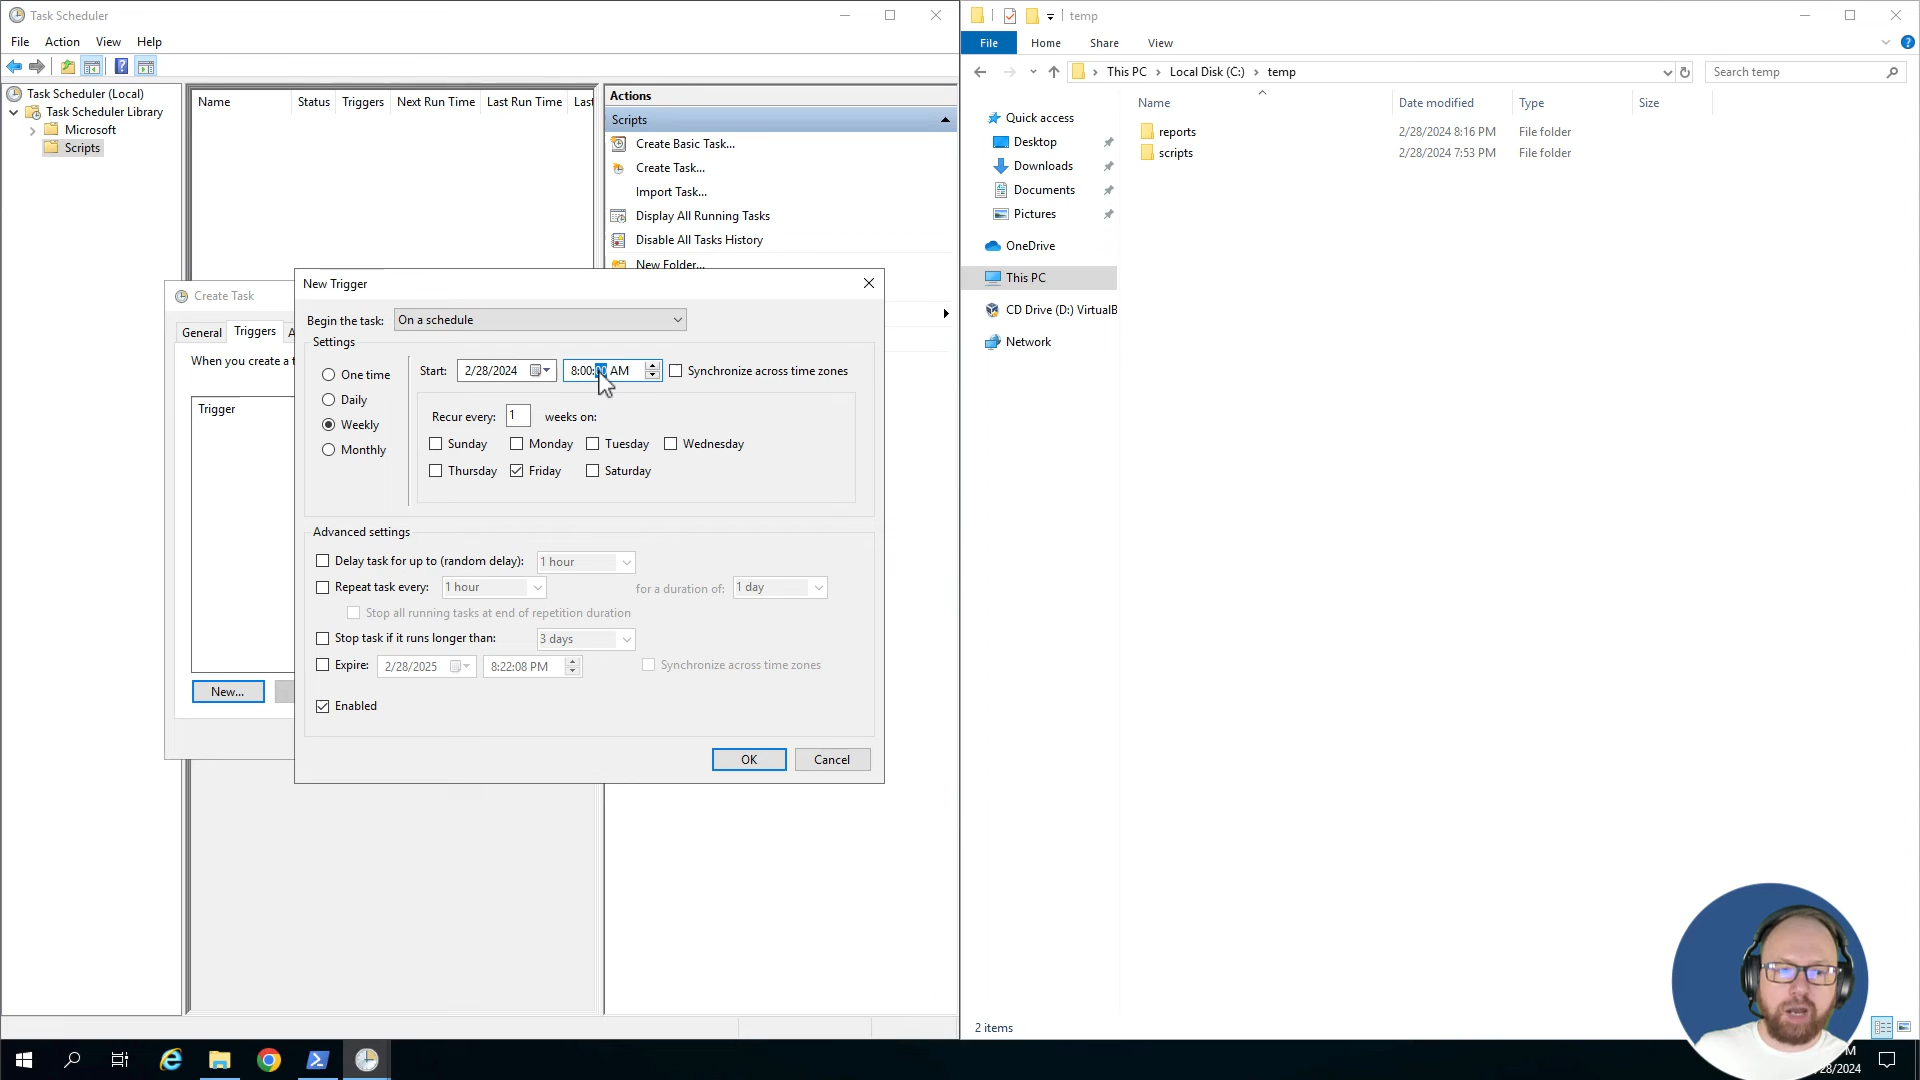 Task Scheduler
File Action View Help
Task Scheduler (Local)
Task Scheduler Library
Microsoft
Scripts
Name Status Triggers Next Run Time Last Run Time Last
Actions
Scripts
Create Basic Task...
Create Task...
Import Task...
Display All Running Tasks
Disable All Tasks History
New Folder...
Create Task
General Triggers A
When you create a t
Trigger
New...
New Trigger
Begin the task: On a schedule
Settings
One time
Daily
Weekly
Monthly
Start: 2/28/2024 8:00:00 AM Synchronize across time zones
Recur every: 1 weeks on:
Sunday Monday Tuesday Wednesday
Thursday Friday Saturday
Advanced settings
Delay task for up to (random delay): 1 hour
Repeat task every: 1 hour for a duration of: 1 day
Stop all running tasks at end of repetition duration
Stop task if it runs longer than: 3 days
Expire: 2/28/2025 8:22:08 PM Synchronize across time zones
Enabled
OK Cancel
temp
File Home Share View
This PC Local Disk (C:) temp
Search temp
Quick access
Desktop
Downloads
Documents
Pictures
OneDrive
This PC
CD Drive (D:) VirtualB
Network
Name Date modified Type Size
reports 2/28/2024 8:16 PM File folder
scripts 2/28/2024 7:53 PM File folder
2 items
M
/28/2024